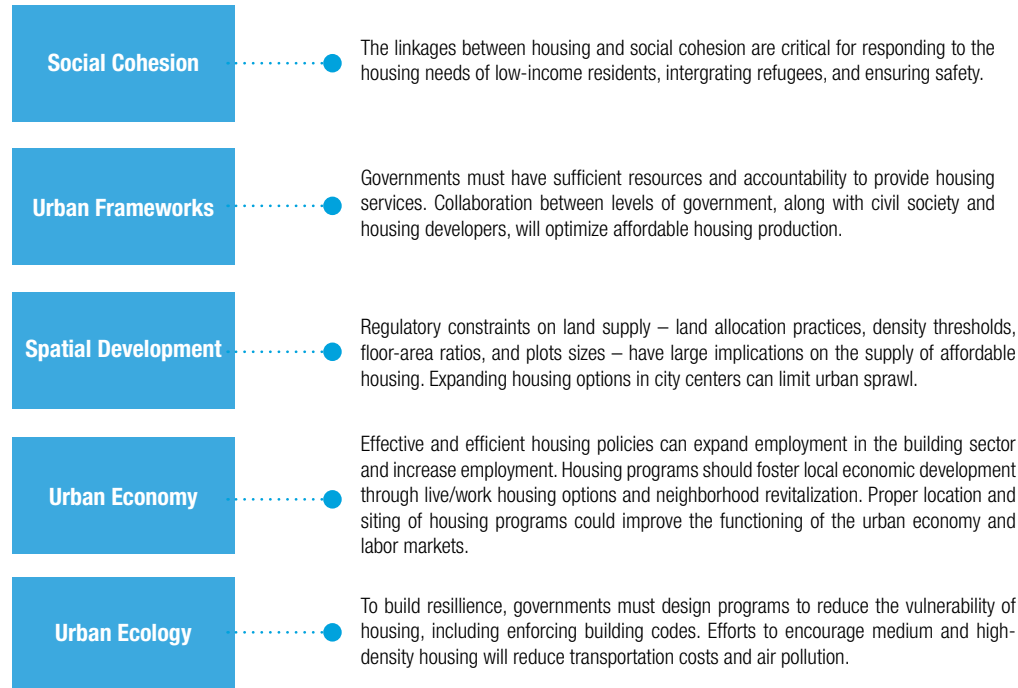 Social Cohesion
The linkages between housing and social cohesion are critical for responding to the
housing needs of low-income residents, intergrating refugees, and ensuring safety.
Urban Frameworks
Governments must have sufficient resources and accountability to provide housing
services. Collaboration between levels of government, along with civil society and
housing developers, will optimize affordable housing production.
Spatial Development
Regulatory constraints on land supply – land allocation practices, density thresholds,
floor-area ratios, and plots sizes – have large implications on the supply of affordable
housing. Expanding housing options in city centers can limit urban sprawl.
Urban Economy
Effective and efficient housing policies can expand employment in the building sector
and increase employment. Housing programs should foster local economic development
through live/work housing options and neighborhood revitalization. Proper location and
siting of housing programs could improve the functioning of the urban economy and
labor markets.
Urban Ecology
To build resillience, governments must design programs to reduce the vulnerability of
housing, including enforcing building codes. Efforts to encourage medium and high-
density housing will reduce transportation costs and air pollution.